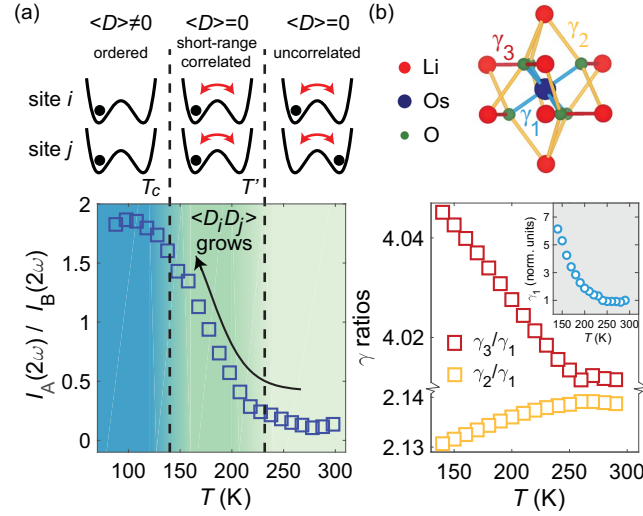 (a)
<D>≠0
<D>=0
<D>=0
ordered
short-range
correlated
uncorrelated
site i
site j
T_c
T'
<D_i D_j>
grows
I_A(2ω) / I_B(2ω)
2
1.5
1
0.5
0
100
150
200
250
300
T (K)
(b)
Li
Os
O
γ_3
γ_2
γ_1
γ ratios
4.04
4.02
2.14
2.13
γ_3/γ_1
γ_2/γ_1
150
200
250
300
T (K)
γ_1 (norm. units)
7
5
3
1
150
200
250
300
T (K)